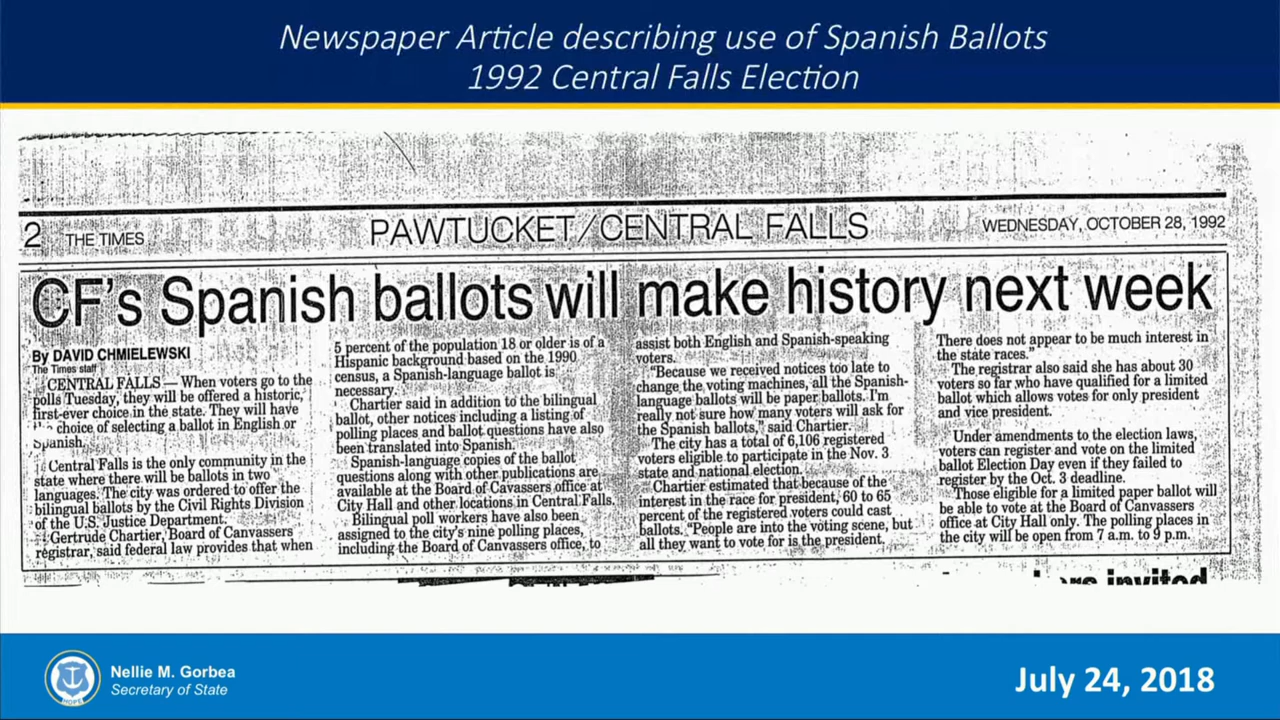 Newspaper Article describing use of Spanish Ballots
1992 Central Falls Election
2 THE TIMES
PAWTUCKET/CENTRAL FALLS
WEDNESDAY, OCTOBER 28, 1992
CF's Spanish ballots will make history next week
By DAVID CHMIELEWSKI
The Times staff
CENTRAL FALLS — When voters go to the
polls Tuesday, they will be offered a historic,
first-ever choice in the state. They will have
choice of selecting a ballot in English or
Spanish.
Central Falls is the only community in the
state where there will be ballots in two
languages. The city was ordered to offer the
bilingual ballots by the Civil Rights Division
of the U.S. Justice Department.
Gertrude Chartier, Board of Canvassers
registrar, said federal law provides that when
5 percent of the population 18 or older is of a
Hispanic background based on the 1990
census, a Spanish-language ballot is
necessary.
Chartier said in addition to the bilingual
ballot, other notices including a listing of
polling places and ballot questions have also
been translated into Spanish.
Spanish-language copies of the ballot
questions along with other publications are
available at the Board of Cavassers office at
City Hall and other locations in Central Falls.
Bilingual poll workers have also been
assigned to the city's nine polling places,
including the Board of Canvassers office, to
assist both English and Spanish-speaking
voters.
"Because we received notices too late to
change the voting machines, all the Spanish-
language ballots will be paper ballots. I'm
really not sure how many voters will ask for
the Spanish ballots," said Chartier.
The city has a total of 6,106 registered
voters eligible to participate in the Nov. 3
state and national election.
Chartier estimated that because of the
interest in the race for president, 60 to 65
percent of the registered voters could cast
ballots. "People are into the voting scene, but
all they want to vote for is the president.
There does not appear to be much interest in
the state races."
The registrar also said she has about 30
voters so far who have qualified for a limited
ballot which allows votes for only president
and vice president.
Under amendments to the election laws,
voters can register and vote on the limited
ballot Election Day even if they failed to
register by the Oct. 3 deadline.
Those eligible for a limited paper ballot will
be able to vote at the Board of Canvassers
office at City Hall only. The polling places in
the city will be open from 7 a.m. to 9 p.m.
invited
HOPE
Nellie M. Gorbea
Secretary of State
July 24, 2018